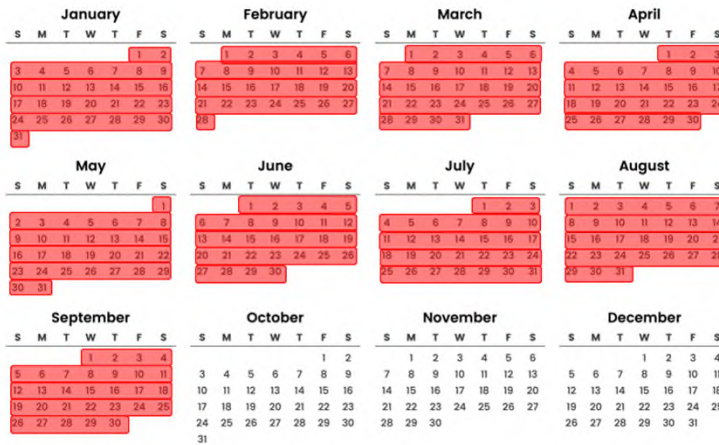 January
S M T W T F S
1 2
3 4 5 6 7 8 9
10 11 12 13 14 15 16
17 18 19 20 21 22 23
24 25 26 27 28 29 30
31
February
S M T W T F S
1 2 3 4 5 6
7 8 9 10 11 12 13
14 15 16 17 18 19 20
21 22 23 24 25 26 27
28
March
S M T W T F S
1 2 3 4 5 6
7 8 9 10 11 12 13
14 15 16 17 18 19 20
21 22 23 24 25 26 27
28 29 30 31
April
S M T W T F S
1 2 3
4 5 6 7 8 9 10
11 12 13 14 15 16 17
18 19 20 21 22 23
25 26 27 28 29 30
May
S M T W T F S
1
2 3 4 5 6 7 8
9 10 11 12 13 14 15
16 17 18 19 20 21 22
23 24 25 26 27 28 29
30 31
June
S M T W T F S
1 2 3 4 5
6 7 8 9 10 11 12
13 14 15 16 17 18 19
20 21 22 23 24 25 26
27 28 29 30
July
S M T W T F S
1 2 3
4 5 6 7 8 9 10
11 12 13 14 15 16 17
18 19 20 21 22 23 24
25 26 27 28 29 30 31
August
S M T W T F S
1 2 3 4 5 6 7
8 9 10 11 12 13 14
15 16 17 18 19 20
22 23 24 25 26 27
29 30 31
September
S M T W T F S
1 2 3 4
5 6 7 8 9 10 11
12 13 14 15 16 17 18
19 20 21 22 23 24 25
26 27 28 29 30
October
S M T W T F S
1 2
3 4 5 6 7 8 9
10 11 12 13 14 15 16
17 18 19 20 21 22 23
24 25 26 27 28 29 30
31
November
S M T W T F S
1 2 3 4 5 6
7 8 9 10 11 12 13
14 15 16 17 18 19 20
21 22 23 24 25 26 27
28 29 30
December
S M T W T F S
1 2 3 4
5 6 7 8 9 10 11
12 13 14 15 16 17 18
19 20 21 22 23 24
26 27 28 29 30 31